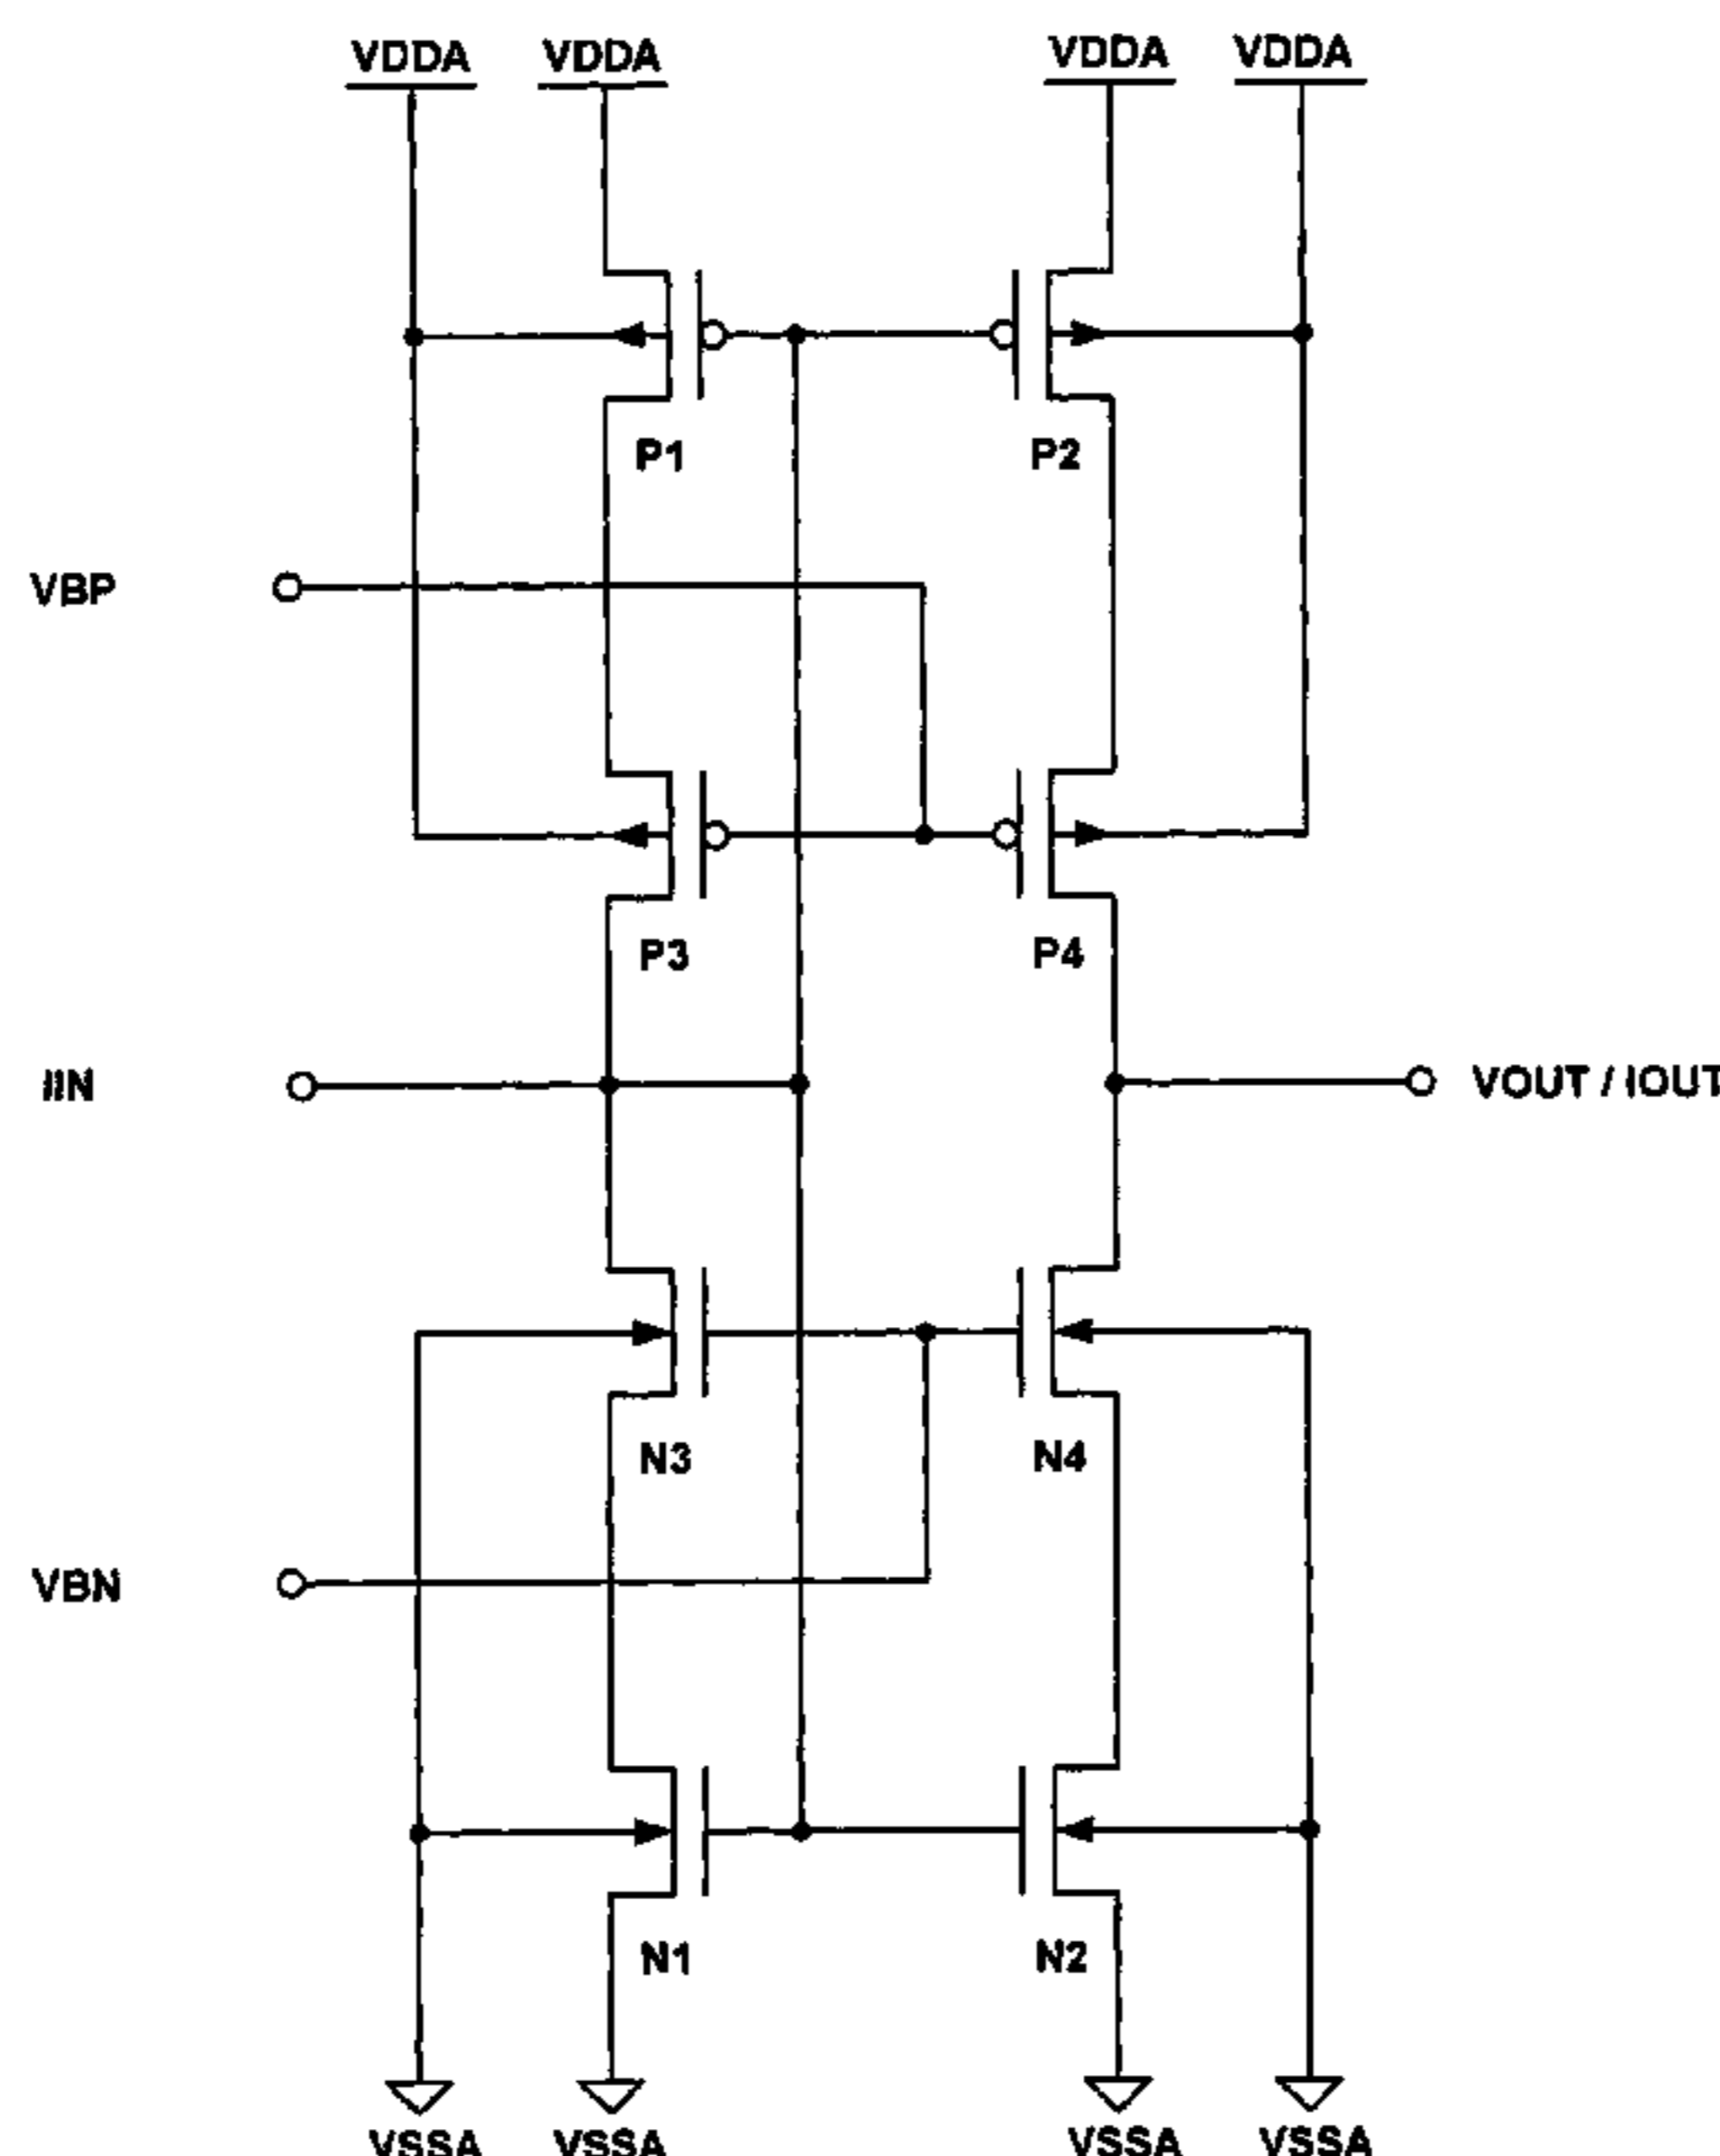 VDDA VDDA VDDA VDDA
P1 P2
VBP
P3 P4
IIN VOUT / IOUT
N3 N4
VBN
N1 N2
VSSA VSSA VSSA VSSA